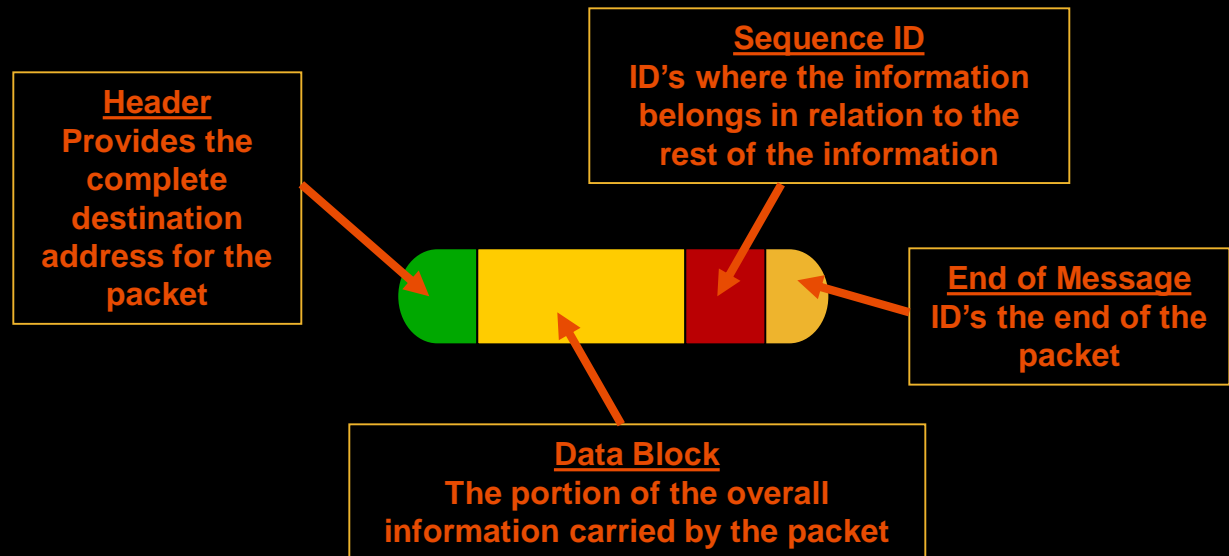 Header
Provides the
complete
destination
address for the
packet
Sequence ID
ID’s where the information
belongs in relation to the
rest of the information
End of Message
ID’s the end of the
packet
Data Block
The portion of the overall
information carried by the packet